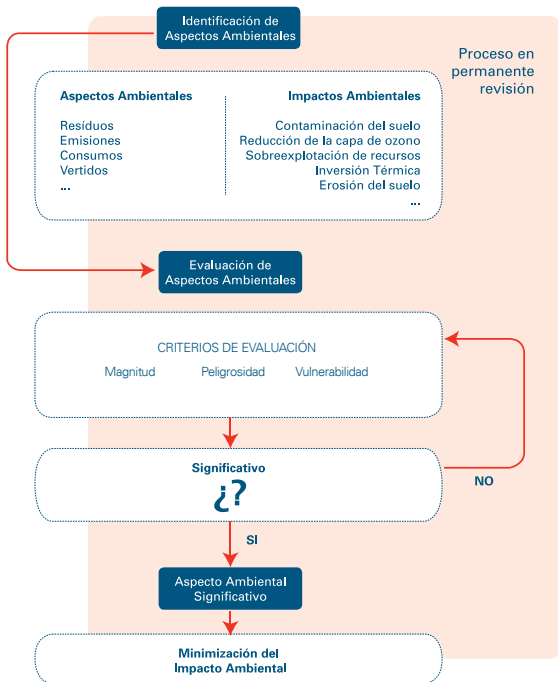 Identificación de
Aspectos Ambientales
Proceso en
permanente
revisión
Aspectos Ambientales
Resíduos
Emisiones
Consumos
Vertidos
...
Impactos Ambientales
Contaminación del suelo
Reducción de la capa de ozono
Sobreexplotación de recursos
Inversión Térmica
Erosión del suelo
...
Evaluación de
Aspectos Ambientales
CRITERIOS DE EVALUACIÓN
Magnitud Peligrosidad Vulnerabilidad
Significativo
¿?
NO
SI
Aspecto Ambiental
Significativo
Minimización del
Impacto Ambiental